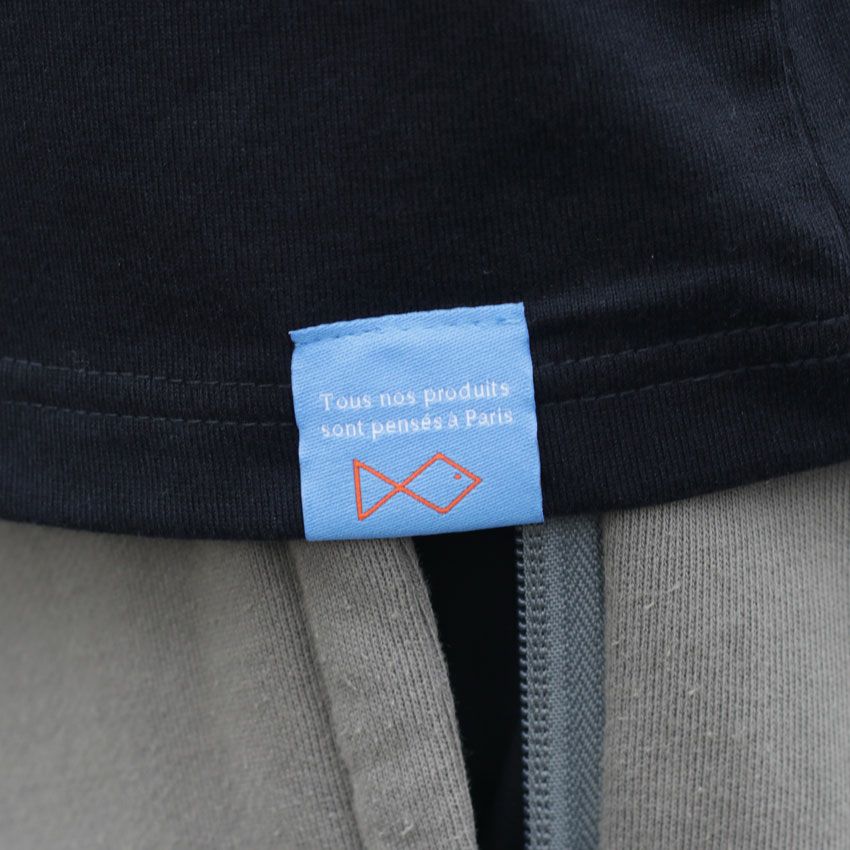 Tous nos produits
sont pensés à Paris